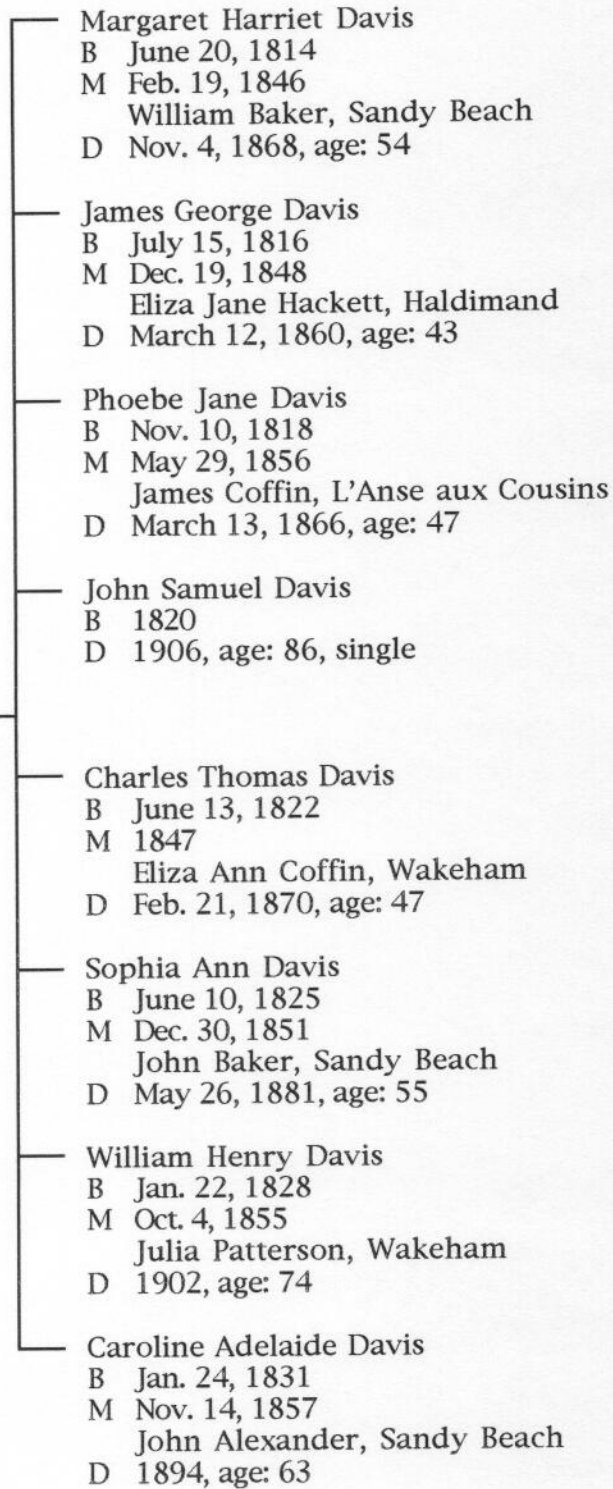 Margaret Harriet Davis
B June 20, 1814
M Feb. 19, 1846
William Baker, Sandy Beach
D Nov. 4, 1868, age: 54
James George Davis
B July 15, 1816
M Dec. 19, 1848
Eliza Jane Hackett, Haldimand
D March 12, 1860, age: 43
Phoebe Jane Davis
B Nov. 10, 1818
M May 29, 1856
James Coffin, L'Anse aux Cousins
D March 13, 1866, age: 47
John Samuel Davis
B 1820
D 1906, age: 86, single
Charles Thomas Davis
B June 13, 1822
M 1847
Eliza Ann Coffin, Wakeham
D Feb. 21, 1870, age: 47
Sophia Ann Davis
B June 10, 1825
M Dec. 30, 1851
John Baker, Sandy Beach
D May 26, 1881, age: 55
William Henry Davis
B Jan. 22, 1828
M Oct. 4, 1855
Julia Patterson, Wakeham
D 1902, age: 74
Caroline Adelaide Davis
B Jan. 24, 1831
M Nov. 14, 1857
John Alexander, Sandy Beach
D 1894, age: 63